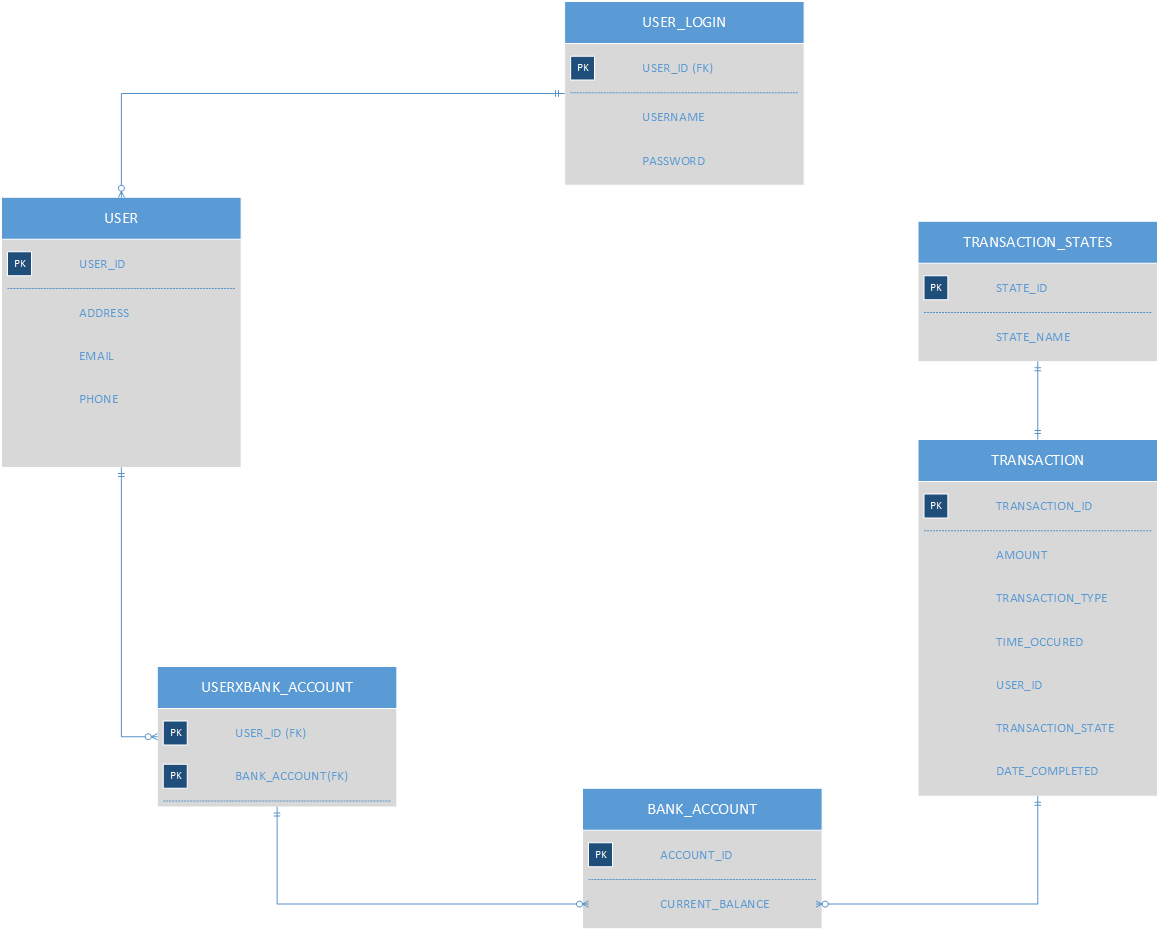 USER_LOGIN
PK USER_ID (FK)
USERNAME
PASSWORD
USER
PK USER_ID
ADDRESS
EMAIL
PHONE
TRANSACTION_STATES
PK STATE_ID
STATE_NAME
TRANSACTION
PK TRANSACTION_ID
AMOUNT
TRANSACTION_TYPE
TIME_OCCURED
USER_ID
TRANSACTION_STATE
DATE_COMPLETED
USERXBANK_ACCOUNT
PK USER_ID (FK)
PK BANK_ACCOUNT(FK)
BANK_ACCOUNT
PK ACCOUNT_ID
CURRENT_BALANCE